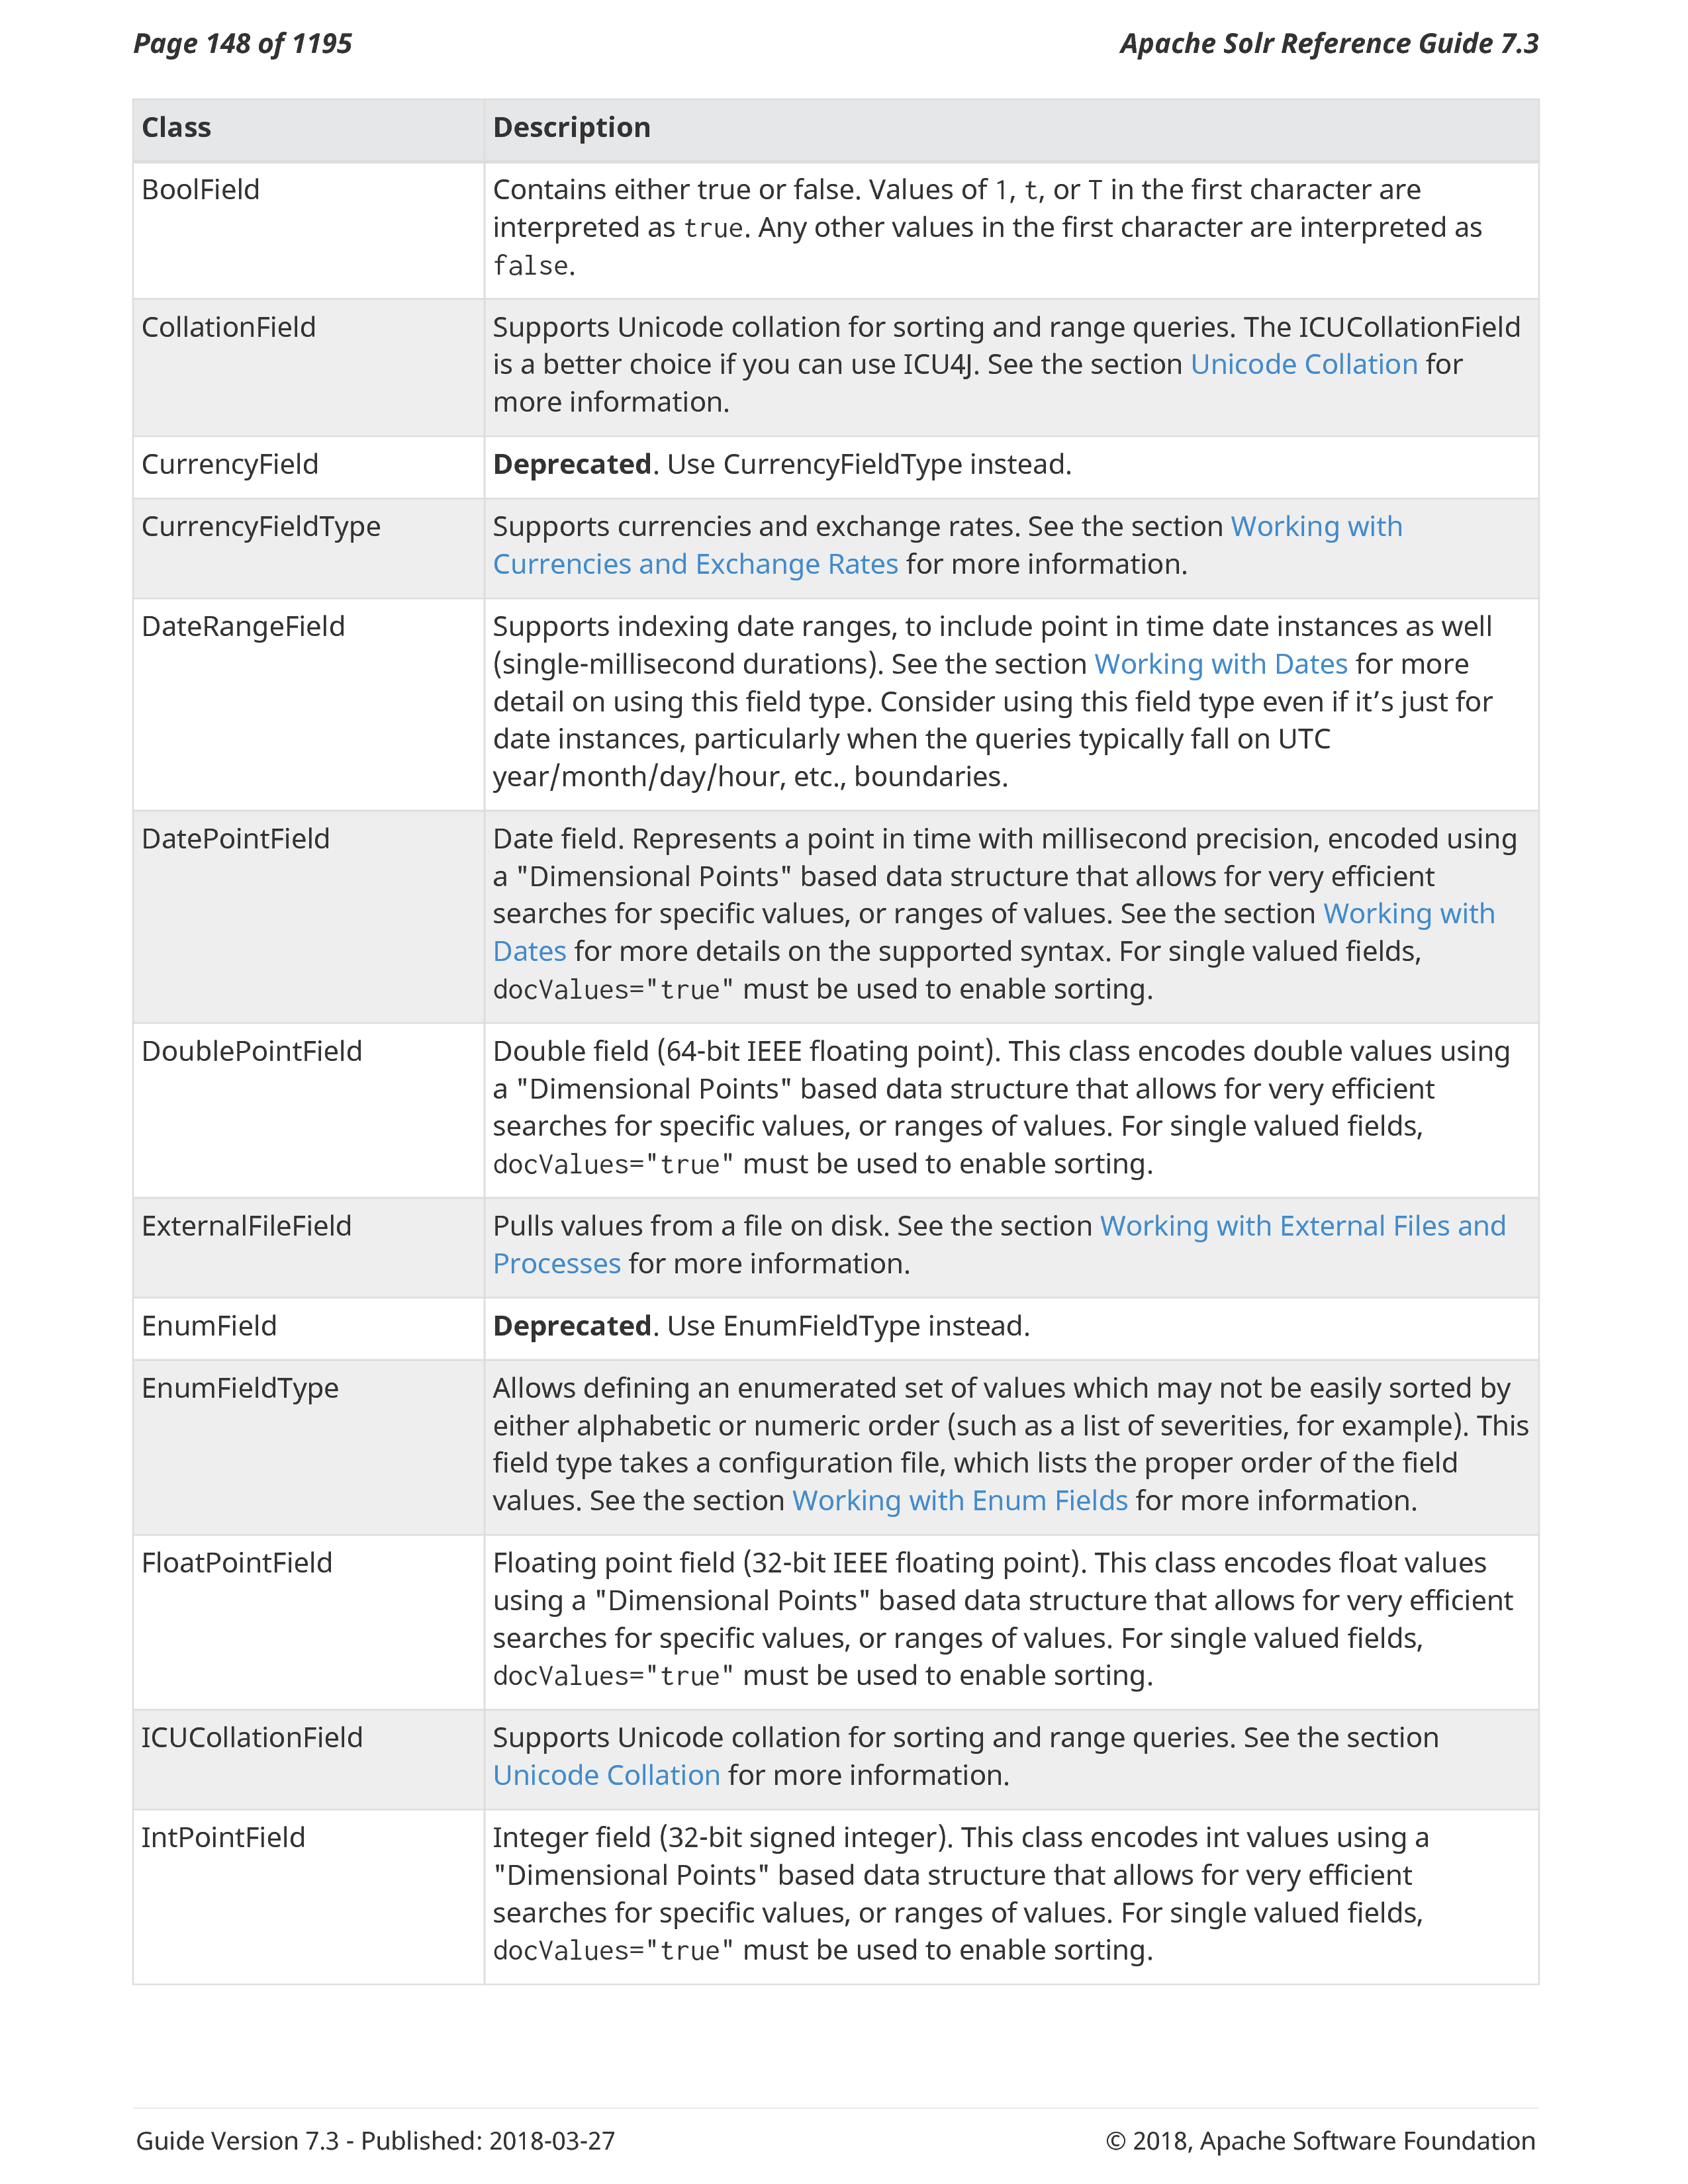 Page 148 of 1195
Apache Solr Reference Guide 7.3
Class
Description
BoolField
Contains either true or false. Values of 1, t, or T in the first character are
interpreted as true. Any other values in the first character are interpreted as
false.
CollationField
Supports Unicode collation for sorting and range queries. The ICUCollationField
is a better choice if you can use ICU4J. See the section Unicode Collation for
more information.
CurrencyField
Deprecated. Use CurrencyFieldType instead.
CurrencyFieldType
Supports currencies and exchange rates. See the section Working with
Currencies and Exchange Rates for more information.
DateRangeField
Supports indexing date ranges, to include point in time date instances as well
(single-millisecond durations). See the section Working with Dates for more
detail on using this field type. Consider using this field type even if it’s just for
date instances, particularly when the queries typically fall on UTC
year/month/day/hour, etc., boundaries.
DatePointField
Date field. Represents a point in time with millisecond precision, encoded using
a "Dimensional Points" based data structure that allows for very efficient
searches for specific values, or ranges of values. See the section Working with
Dates for more details on the supported syntax. For single valued fields,
docValues="true" must be used to enable sorting.
DoublePointField
Double field (64-bit IEEE floating point). This class encodes double values using
a "Dimensional Points" based data structure that allows for very efficient
searches for specific values, or ranges of values. For single valued fields,
docValues="true" must be used to enable sorting.
ExternalFileField
Pulls values from a file on disk. See the section Working with External Files and
Processes for more information.
EnumField
Deprecated. Use EnumFieldType instead.
EnumFieldType
Allows defining an enumerated set of values which may not be easily sorted by
either alphabetic or numeric order (such as a list of severities, for example). This
field type takes a configuration file, which lists the proper order of the field
values. See the section Working with Enum Fields for more information.
FloatPointField
Floating point field (32-bit IEEE floating point). This class encodes float values
using a "Dimensional Points" based data structure that allows for very efficient
searches for specific values, or ranges of values. For single valued fields,
docValues="true" must be used to enable sorting.
ICUCollationField
Supports Unicode collation for sorting and range queries. See the section
Unicode Collation for more information.
IntPointField
Integer field (32-bit signed integer). This class encodes int values using a
"Dimensional Points" based data structure that allows for very efficient
searches for specific values, or ranges of values. For single valued fields,
docValues="true" must be used to enable sorting.
Guide Version 7.3 - Published: 2018-03-27
© 2018, Apache Software Foundation